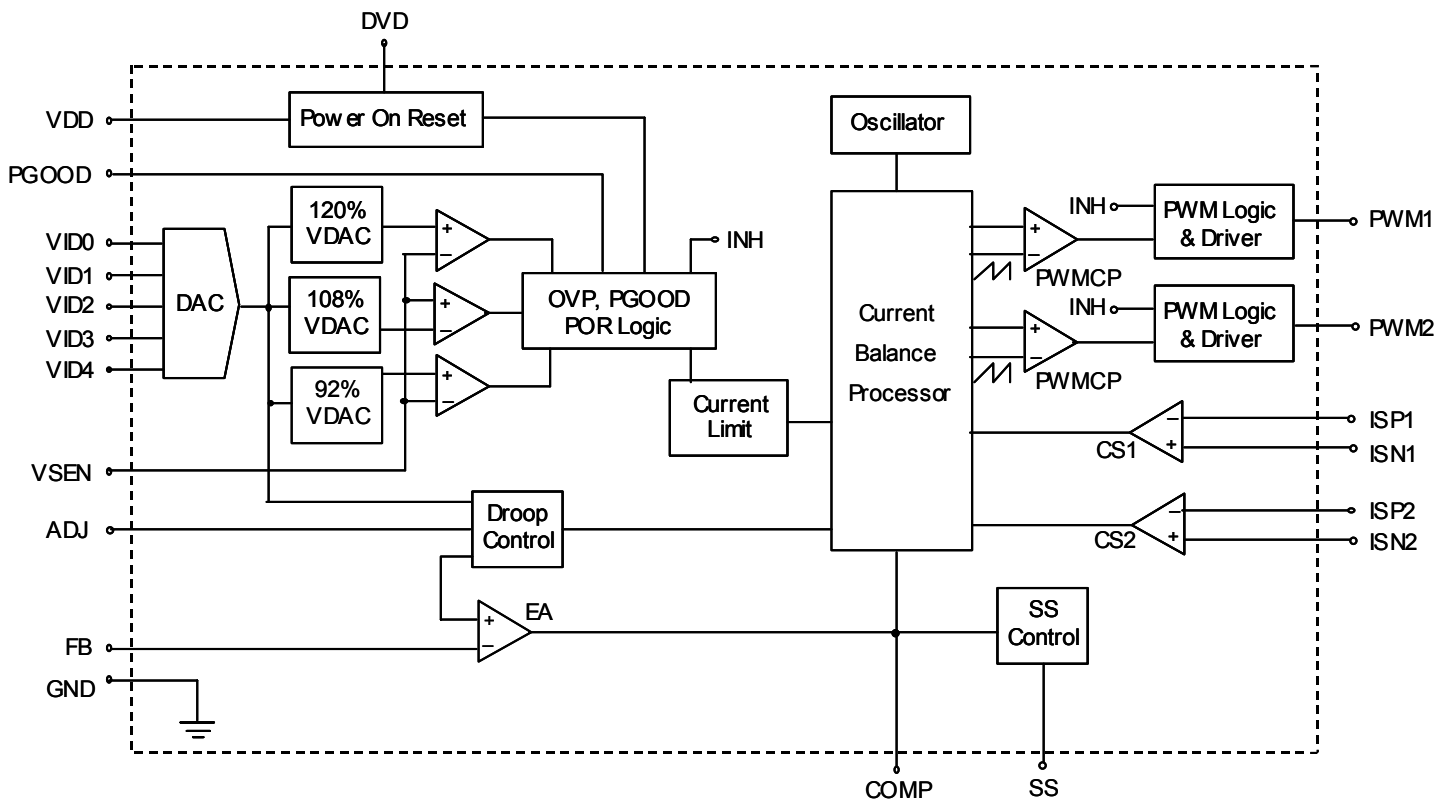 DVD
VDD
Power On Reset
Oscillator
PGOOD
120%
VDAC
INH
PWM Logic
& Driver
PWM1
VID0
VID1
VID2
VID3
VID4
DAC
+
−
INH
+
−
PWMCP
108%
VDAC
+
−
OVP, PGOOD
POR Logic
Current
Balance
Processor
INH
PWM Logic
& Driver
PWM2
+
−
PWMCP
92%
VDAC
+
−
Current
Limit
−
+
CS1
ISP1
ISN1
VSEN
ADJ
Droop
Control
−
+
CS2
ISP2
ISN2
+
−
EA
SS
Control
FB
GND
COMP
SS